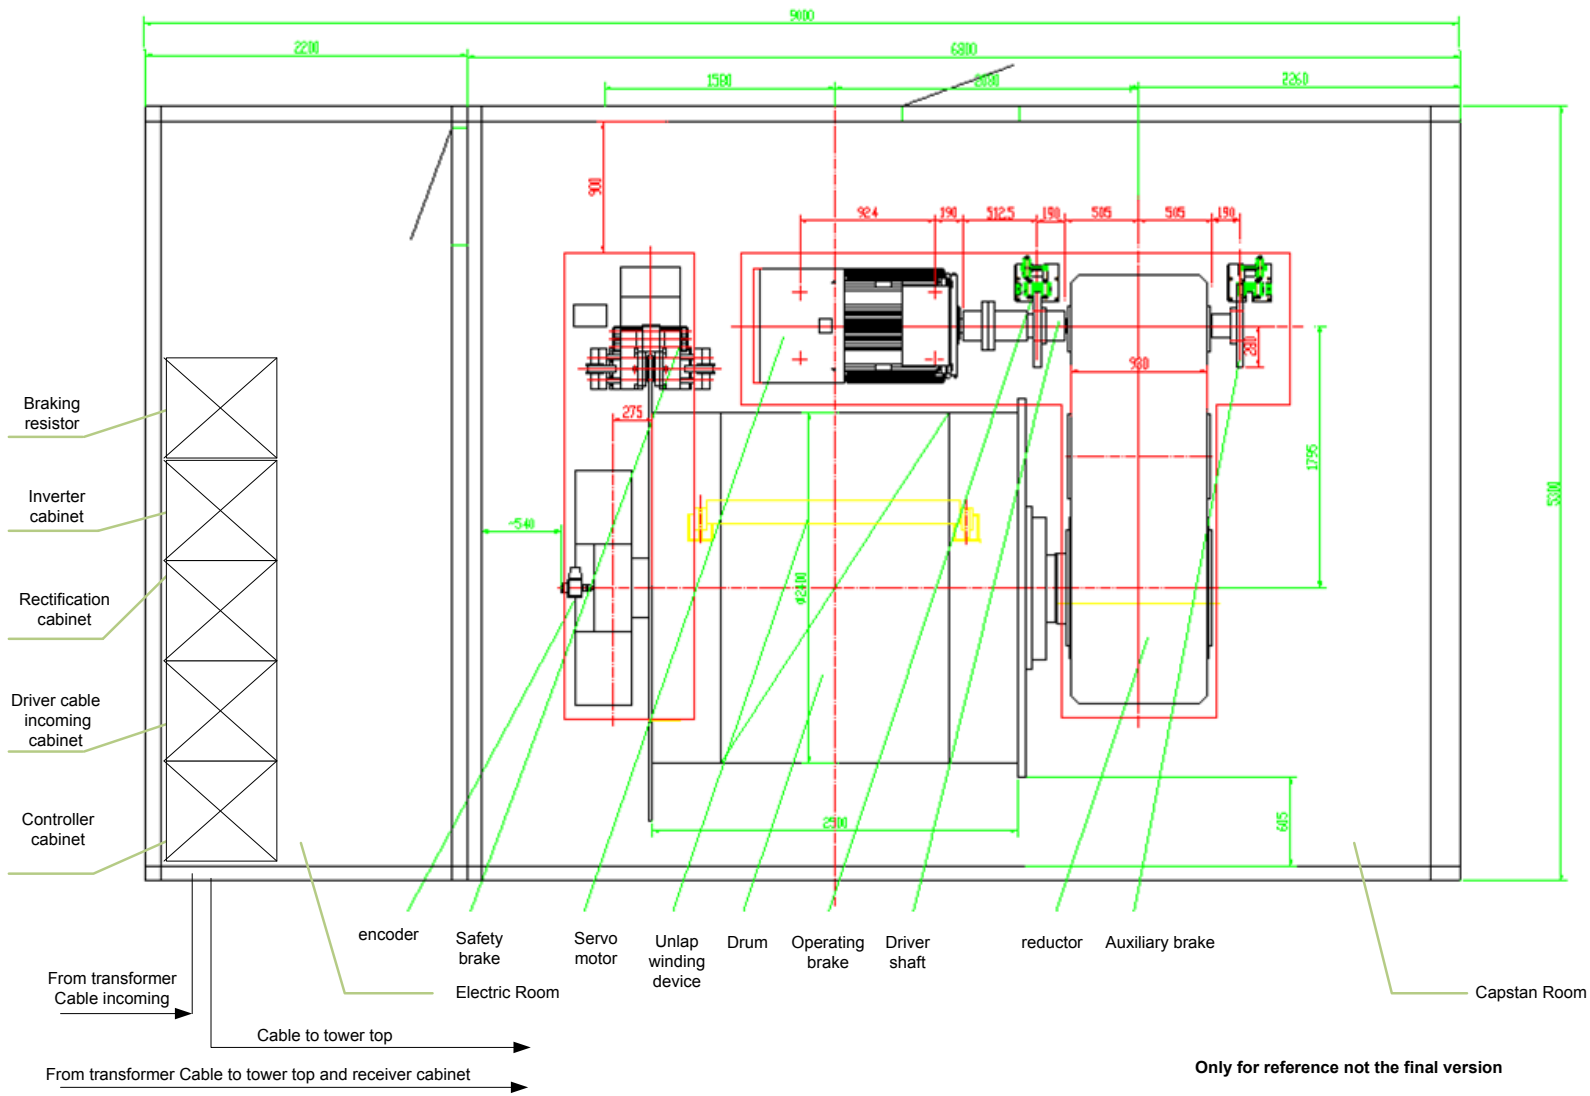 9000
2200
6800
1580
2080
2260
900
924
190
512.5
190
505
505
190
280
930
275
1795
5300
~540
ϕ2400
2500
605
Braking
resistor
Inverter
cabinet
Rectification
cabinet
Driver cable
incoming
cabinet
Controller
cabinet
encoder
Safety
brake
Servo
motor
Unlap
winding
device
Drum
Operating
brake
Driver
shaft
reductor
Auxiliary brake
From transformer
Cable incoming
Electric Room
Capstan Room
Cable to tower top
From transformer Cable to tower top and receiver cabinet
Only for reference not the final version